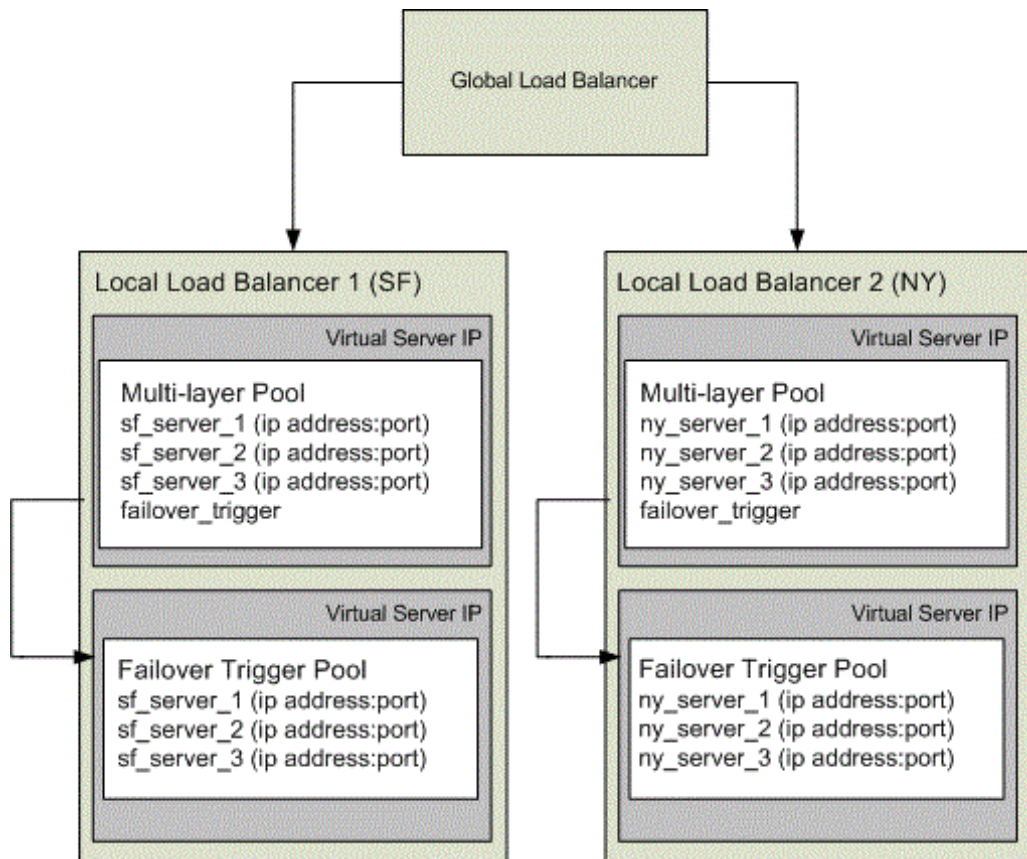 Global Load Balancer
Local Load Balancer 1 (SF)
Virtual Server IP
Multi-layer Pool
sf_server_1 (ip address:port)
sf_server_2 (ip address:port)
sf_server_3 (ip address:port)
failover_trigger
Virtual Server IP
Failover Trigger Pool
sf_server_1 (ip address:port)
sf_server_2 (ip address:port)
sf_server_3 (ip address:port)
Local Load Balancer 2 (NY)
Virtual Server IP
Multi-layer Pool
ny_server_1 (ip address:port)
ny_server_2 (ip address:port)
ny_server_3 (ip address:port)
failover_trigger
Virtual Server IP
Failover Trigger Pool
ny_server_1 (ip address:port)
ny_server_2 (ip address:port)
ny_server_3 (ip address:port)